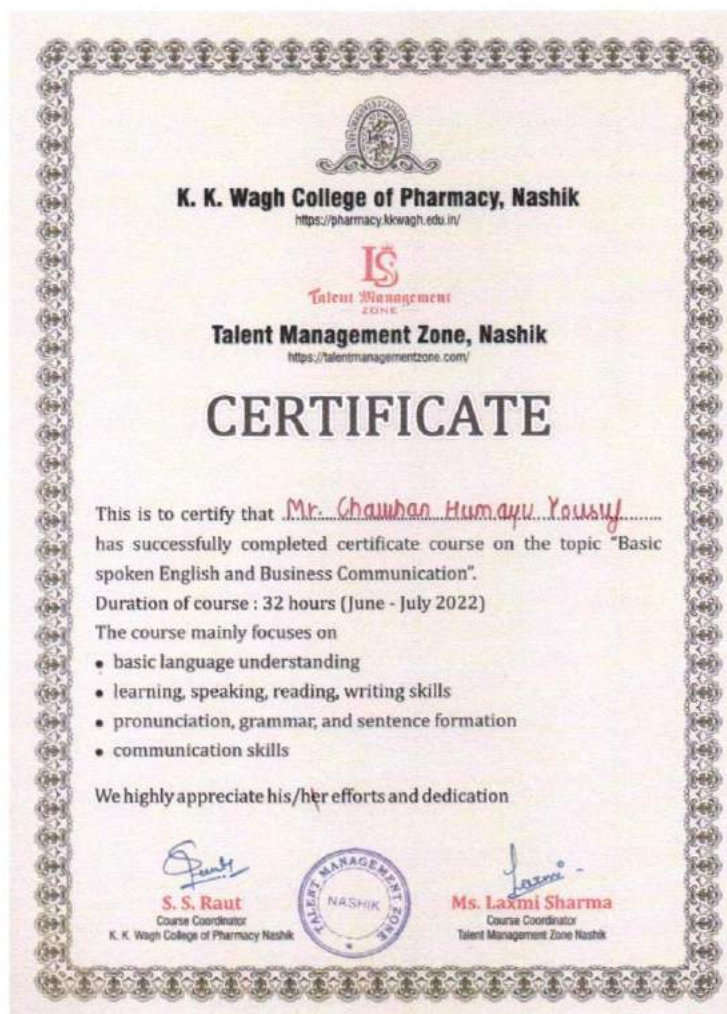 K. K. Wagh College of Pharmacy, Nashik
https://pharmacy.kkwagh.edu.in/
LS
Talent Management
ZONE
Talent Management Zone, Nashik
https://talentmanagementzone.com/
CERTIFICATE
This is to certify that Mr. Chawhan Humayu Yousuf
has successfully completed certificate course on the topic "Basic
spoken English and Business Communication".
Duration of course : 32 hours (June - July 2022)
The course mainly focuses on
• basic language understanding
• learning, speaking, reading, writing skills
• pronunciation, grammar, and sentence formation
• communication skills
We highly appreciate his/her efforts and dedication
S. S. Raut
Course Coordinator
K. K. Wagh College of Pharmacy Nashik
TALENT MANAGEMENT ZONE
NASHIK
Laxmi
Ms. Laxmi Sharma
Course Coordinator
Talent Management Zone Nashik